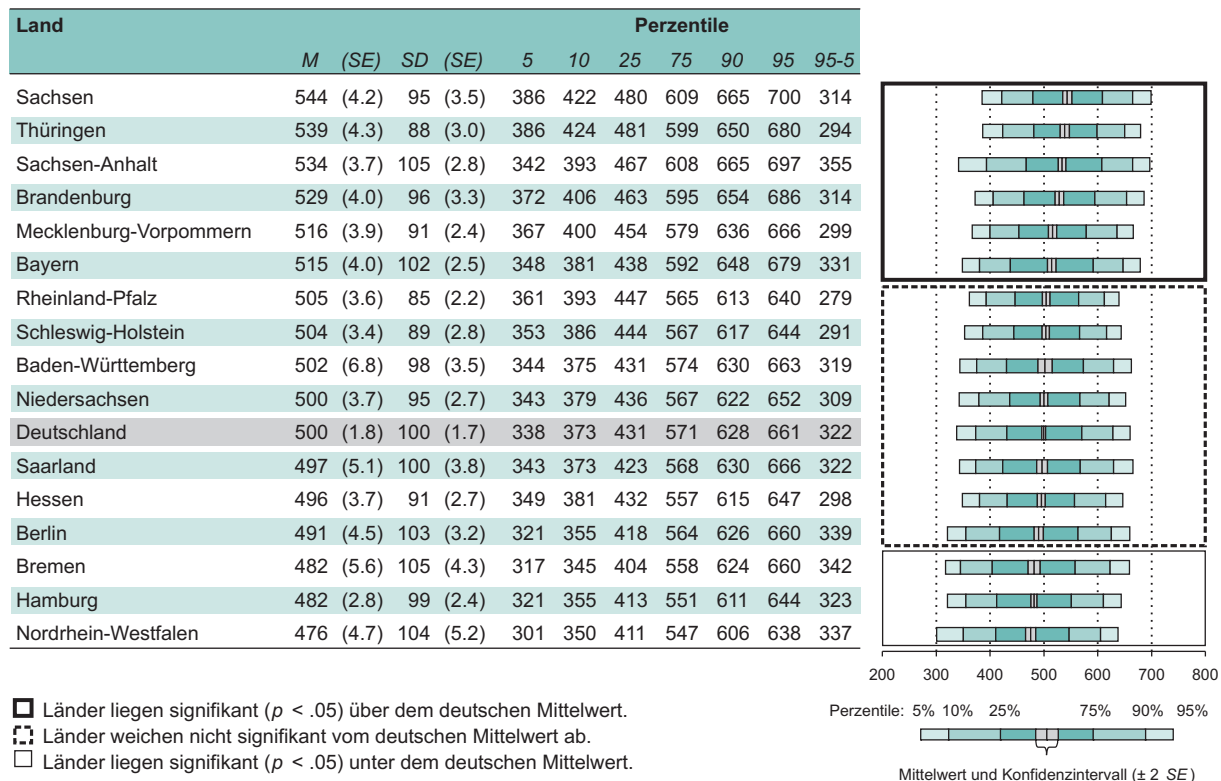 Land Perzentile
M (SE) SD (SE) 5 10 25 75 90 95 95-5
Sachsen 544 (4.2) 95 (3.5) 386 422 480 609 665 700 314
Thüringen 539 (4.3) 88 (3.0) 386 424 481 599 650 680 294
Sachsen-Anhalt 534 (3.7) 105 (2.8) 342 393 467 608 665 697 355
Brandenburg 529 (4.0) 96 (3.3) 372 406 463 595 654 686 314
Mecklenburg-Vorpommern 516 (3.9) 91 (2.4) 367 400 454 579 636 666 299
Bayern 515 (4.0) 102 (2.5) 348 381 438 592 648 679 331
Rheinland-Pfalz 505 (3.6) 85 (2.2) 361 393 447 565 613 640 279
Schleswig-Holstein 504 (3.4) 89 (2.8) 353 386 444 567 617 644 291
Baden-Württemberg 502 (6.8) 98 (3.5) 344 375 431 574 630 663 319
Niedersachsen 500 (3.7) 95 (2.7) 343 379 436 567 622 652 309
Deutschland 500 (1.8) 100 (1.7) 338 373 431 571 628 661 322
Saarland 497 (5.1) 100 (3.8) 343 373 423 568 630 666 322
Hessen 496 (3.7) 91 (2.7) 349 381 432 557 615 647 298
Berlin 491 (4.5) 103 (3.2) 321 355 418 564 626 660 339
Bremen 482 (5.6) 105 (4.3) 317 345 404 558 624 660 342
Hamburg 482 (2.8) 99 (2.4) 321 355 413 551 611 644 323
Nordrhein-Westfalen 476 (4.7) 104 (5.2) 301 350 411 547 606 638 337
200 300 400 500 600 700 800
Länder liegen signifikant (p < .05) über dem deutschen Mittelwert.
Länder weichen nicht signifikant vom deutschen Mittelwert ab.
Länder liegen signifikant (p < .05) unter dem deutschen Mittelwert.
Perzentile: 5% 10% 25% 75% 90% 95%
Mittelwert und Konfidenzintervall (± 2 SE)